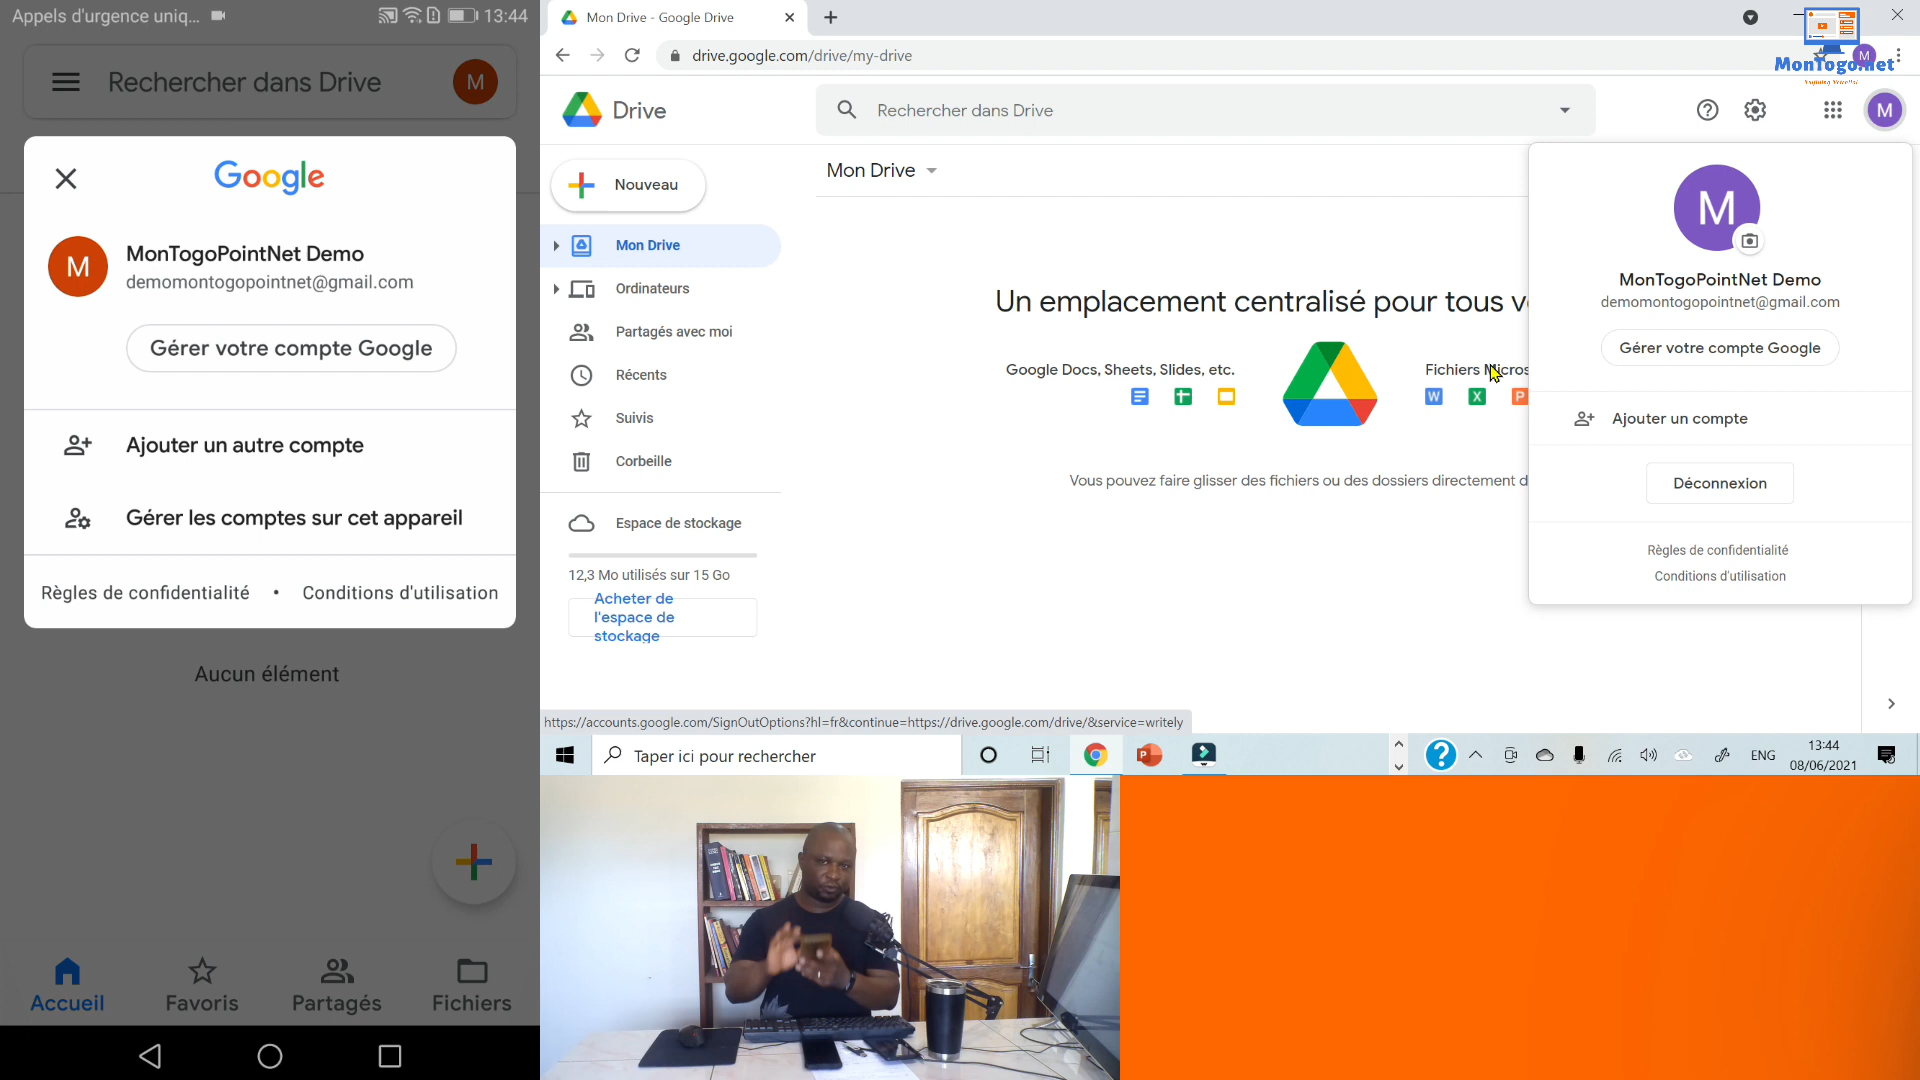 Appels d'urgence uniq...
13:44
Rechercher dans Drive
M
Google
M
MonTogoPointNet Demo
demomontogopointnet@gmail.com
Gérer votre compte Google
Ajouter un autre compte
Gérer les comptes sur cet appareil
Règles de confidentialité • Conditions d'utilisation
Aucun élément
Accueil
Favoris
Partagés
Fichiers
Mon Drive - Google Drive
drive.google.com/drive/my-drive
M
MonTogo.net
Drive
Rechercher dans Drive
M
Nouveau
Mon Drive
Ordinateurs
Partagés avec moi
Récents
Suivis
Corbeille
Espace de stockage
12,3 Mo utilisés sur 15 Go
Acheter de
l'espace de
stockage
Mon Drive
Un emplacement centralisé pour tous v
Google Docs, Sheets, Slides, etc.
Fichiers Micros
W
X
P
Vous pouvez faire glisser des fichiers ou des dossiers directement d
M
MonTogoPointNet Demo
demomontogopointnet@gmail.com
Gérer votre compte Google
Ajouter un compte
Déconnexion
Règles de confidentialité
Conditions d'utilisation
https://accounts.google.com/SignOutOptions?hl=fr&continue=https://drive.google.com/drive/&service=writely
Taper ici pour rechercher
P
?
ENG
13:44
08/06/2021